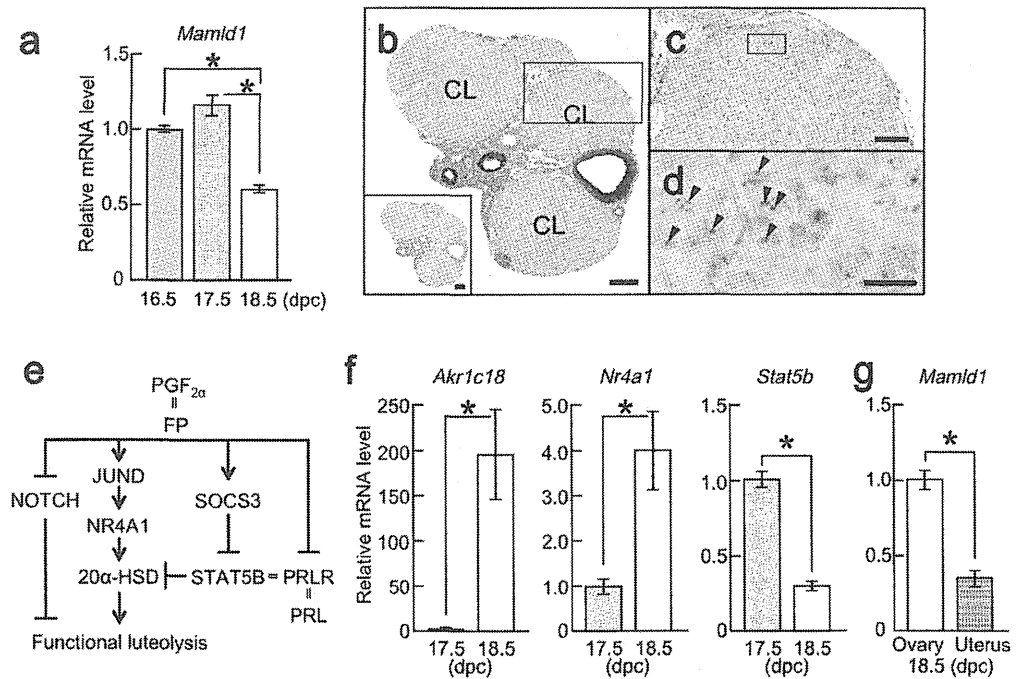 a
Mamld1
Relative mRNA level
1.5
1.0
0.5
0
*
*
16.5 17.5 18.5 (dpc)
b
CL
CL
CL
c
d
e
PGF2α
FP
JUND
NOTCH
SOCS3
NR4A1
20α-HSD STAT5B = PRLR
PRL
Functional luteolysis
f
Relative mRNA level
Akr1c18
250
200
150
100
50
0
*
17.5 18.5
(dpc)
Nr4a1
5.0
4.0
3.0
2.0
1.0
0
*
17.5 18.5
(dpc)
Stat5b
1.5
1.0
0.5
0
*
17.5 18.5
(dpc)
g
Mamld1
1.5
1.0
0.5
0
*
Ovary Uterus
18.5 (dpc)